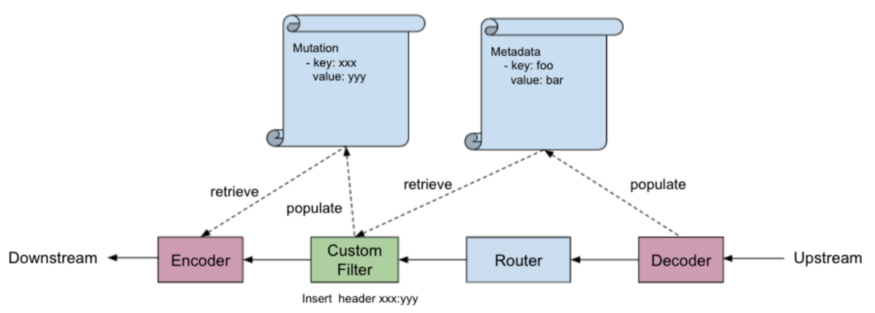 Mutation
- key: xxx
value: yyy
Metadata
- key: foo
value: bar
retrieve
populate
retrieve
populate
Downstream
Encoder
Custom
Filter
Router
Decoder
Upstream
Insert header xxx:yyy